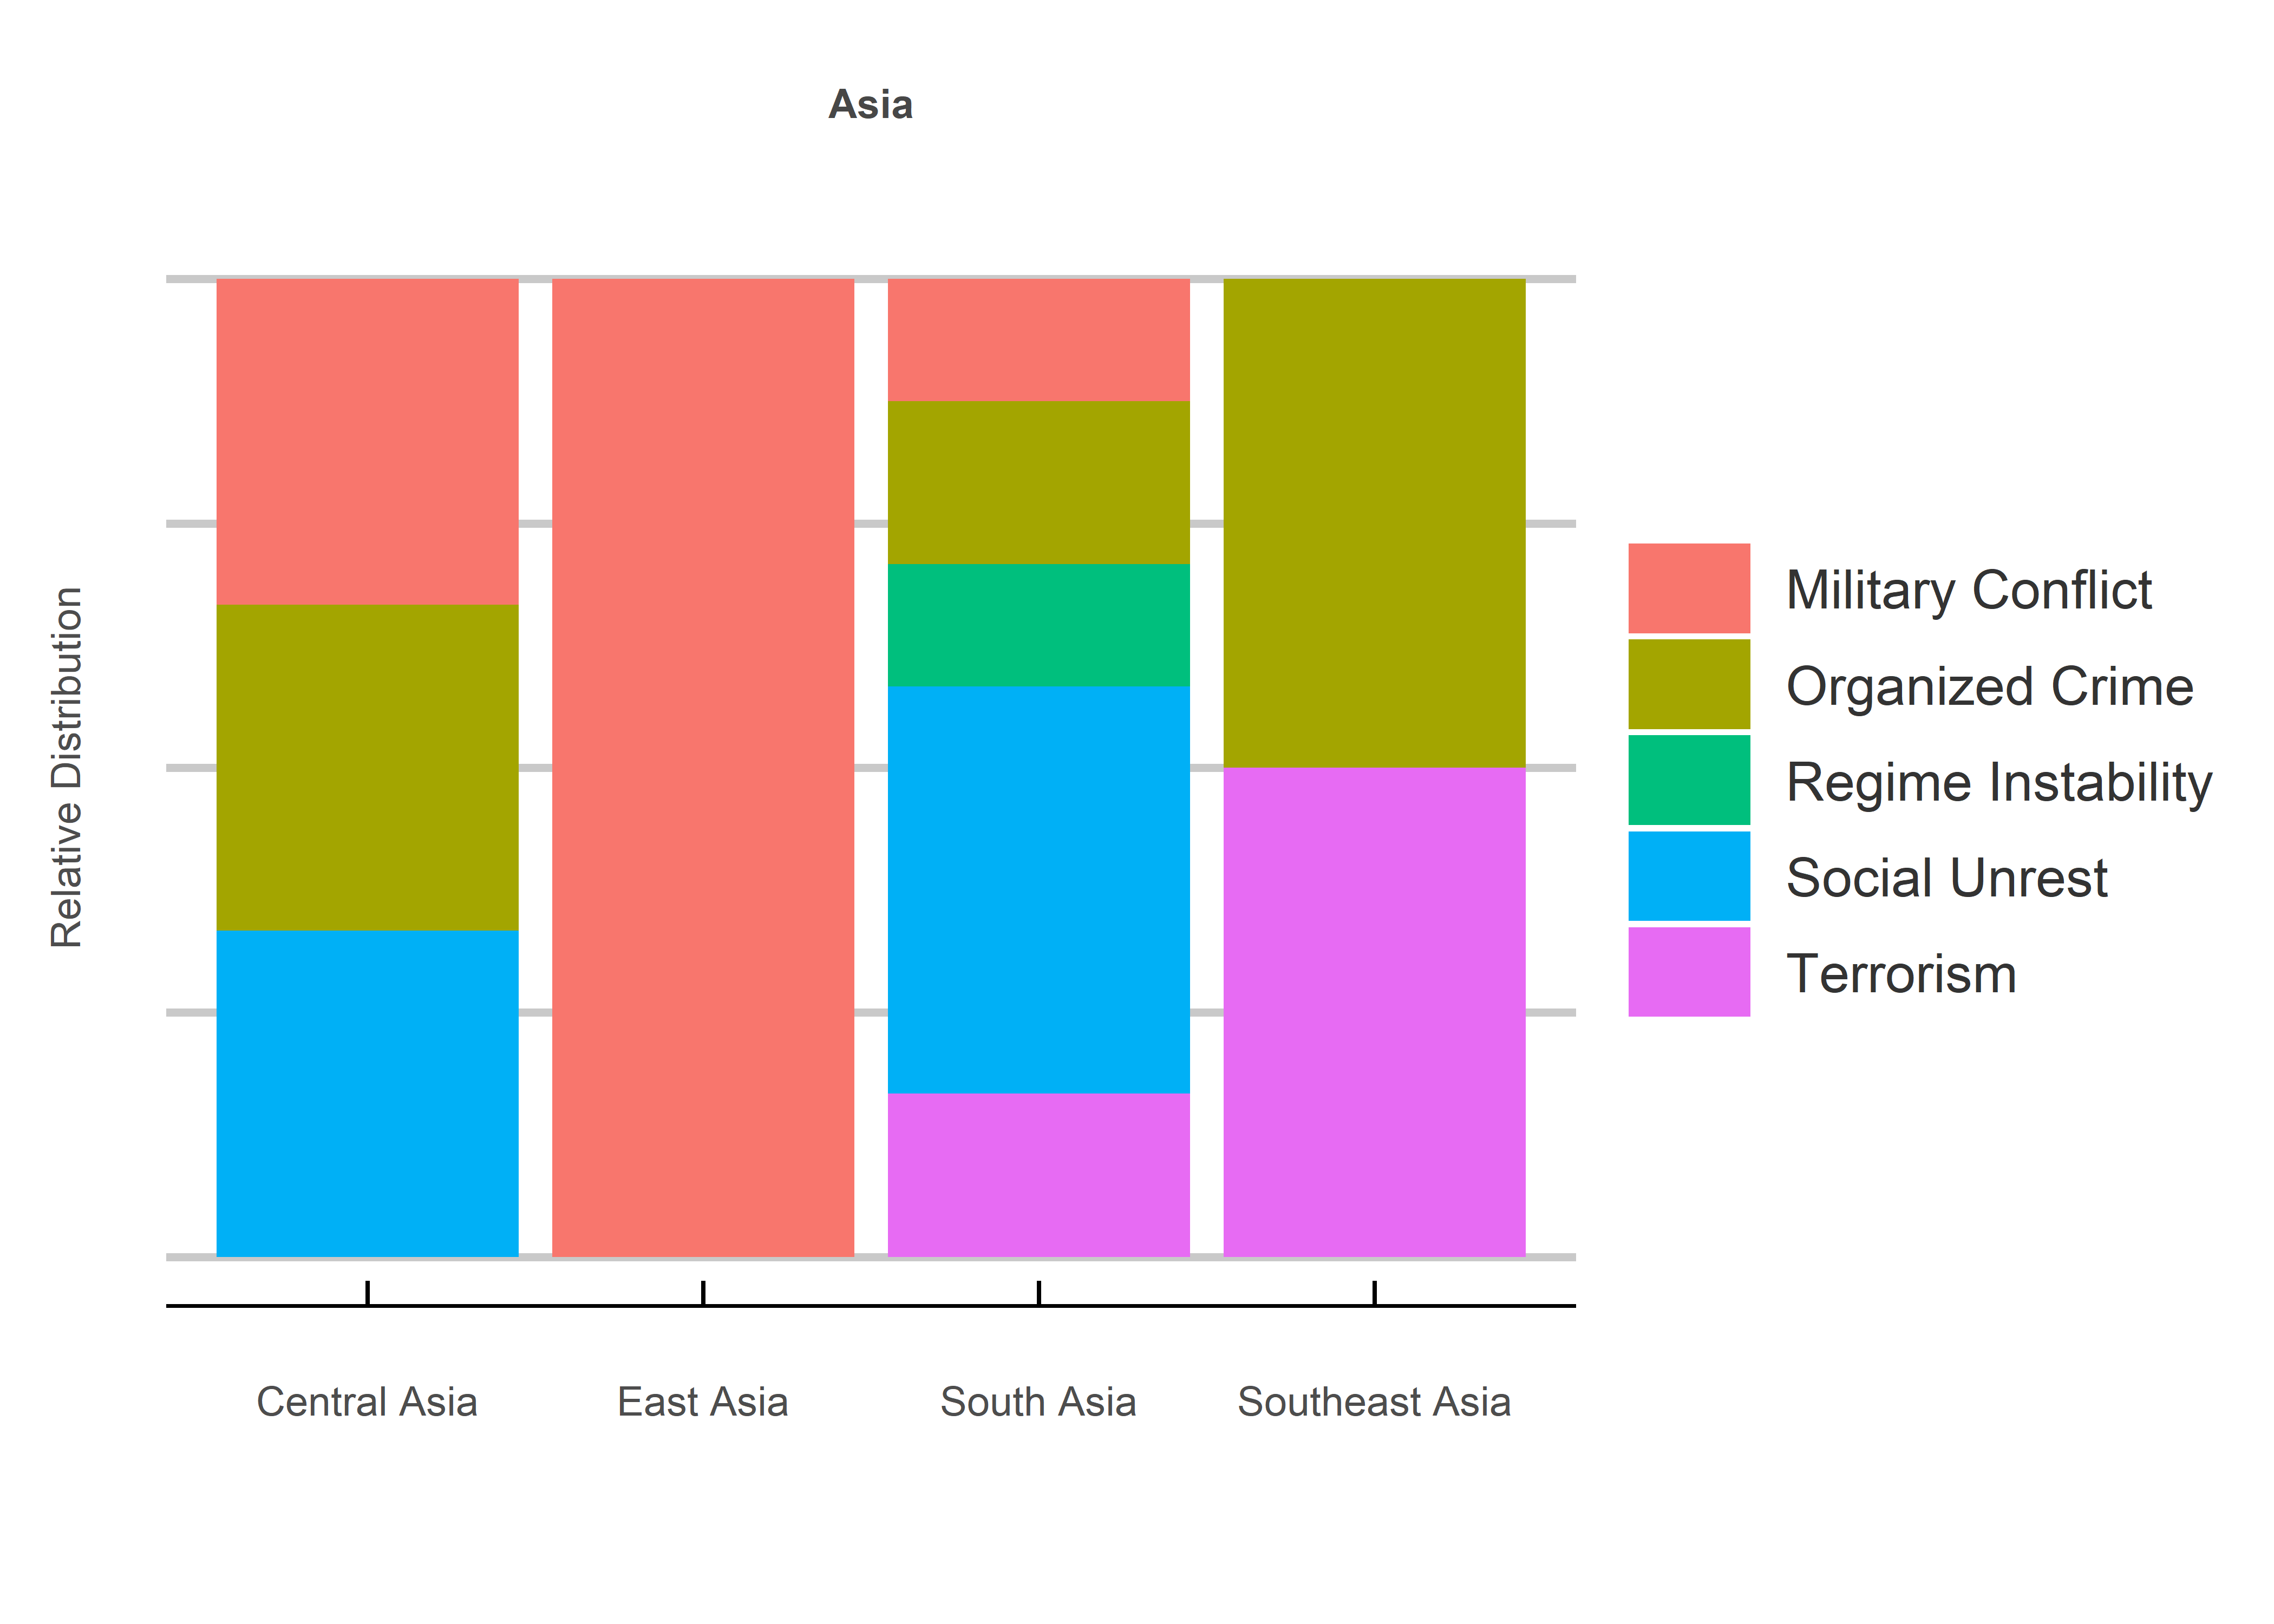 Asia
Relative Distribution
Military Conflict
Organized Crime
Regime Instability
Social Unrest
Terrorism
Central Asia
East Asia
South Asia
Southeast Asia